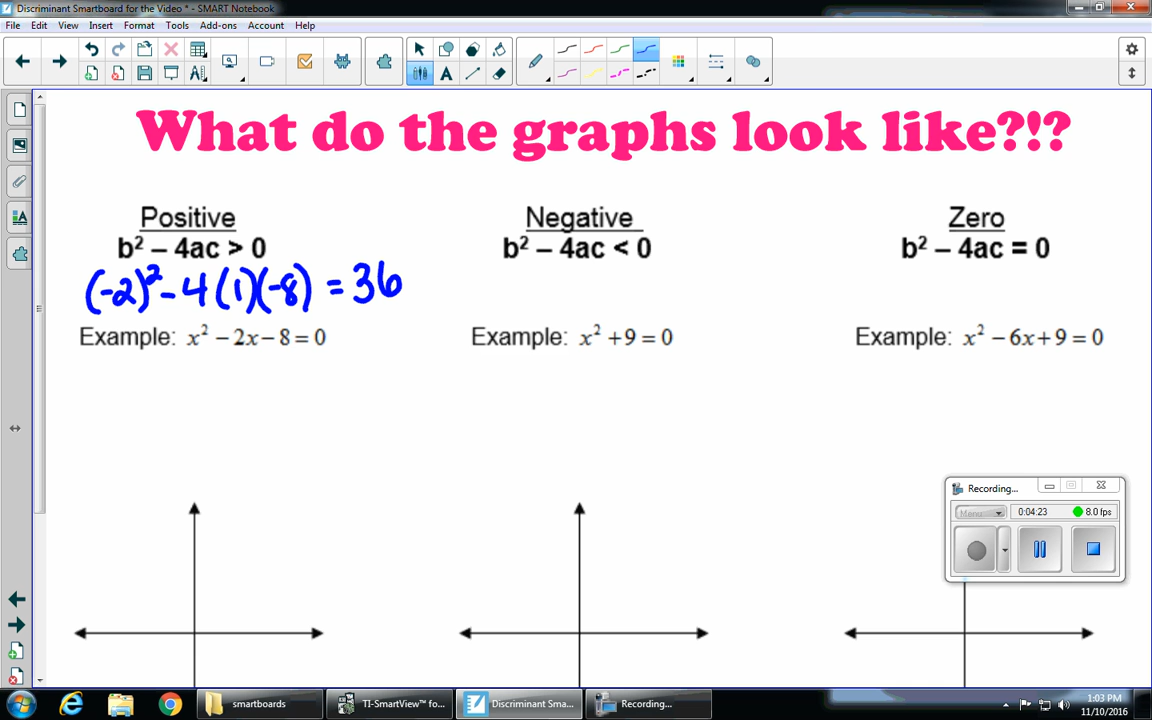 Discriminant Smartboard for the Video * - SMART Notebook
File Edit View Insert Format Tools Add-ons Account Help
What do the graphs look like?!?
Positive
b² – 4ac > 0
(-2)² - 4(1)(-8) = 36
Example: x² − 2x − 8 = 0
Negative
b² – 4ac < 0
Example: x² + 9 = 0
Zero
b² – 4ac = 0
Example: x² − 6x + 9 = 0
Recording...
Menu 0:04:23 8.0 fps
smartboards TI-SmartView™ fo... Discriminant Sma... Recording...
1:03 PM
11/10/2016